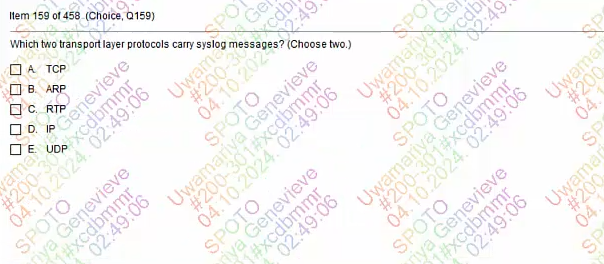 Item 159 of 458 (Choice, Q159)
Which two transport layer protocols carry syslog messages? (Choose two.)
A. TCP
B. ARP
C. RTP
D. IP
E. UDP
SPOTO
Uwamariya Genevieve
#200-301#xcdbmmr
04.10.2024. 02:49:06